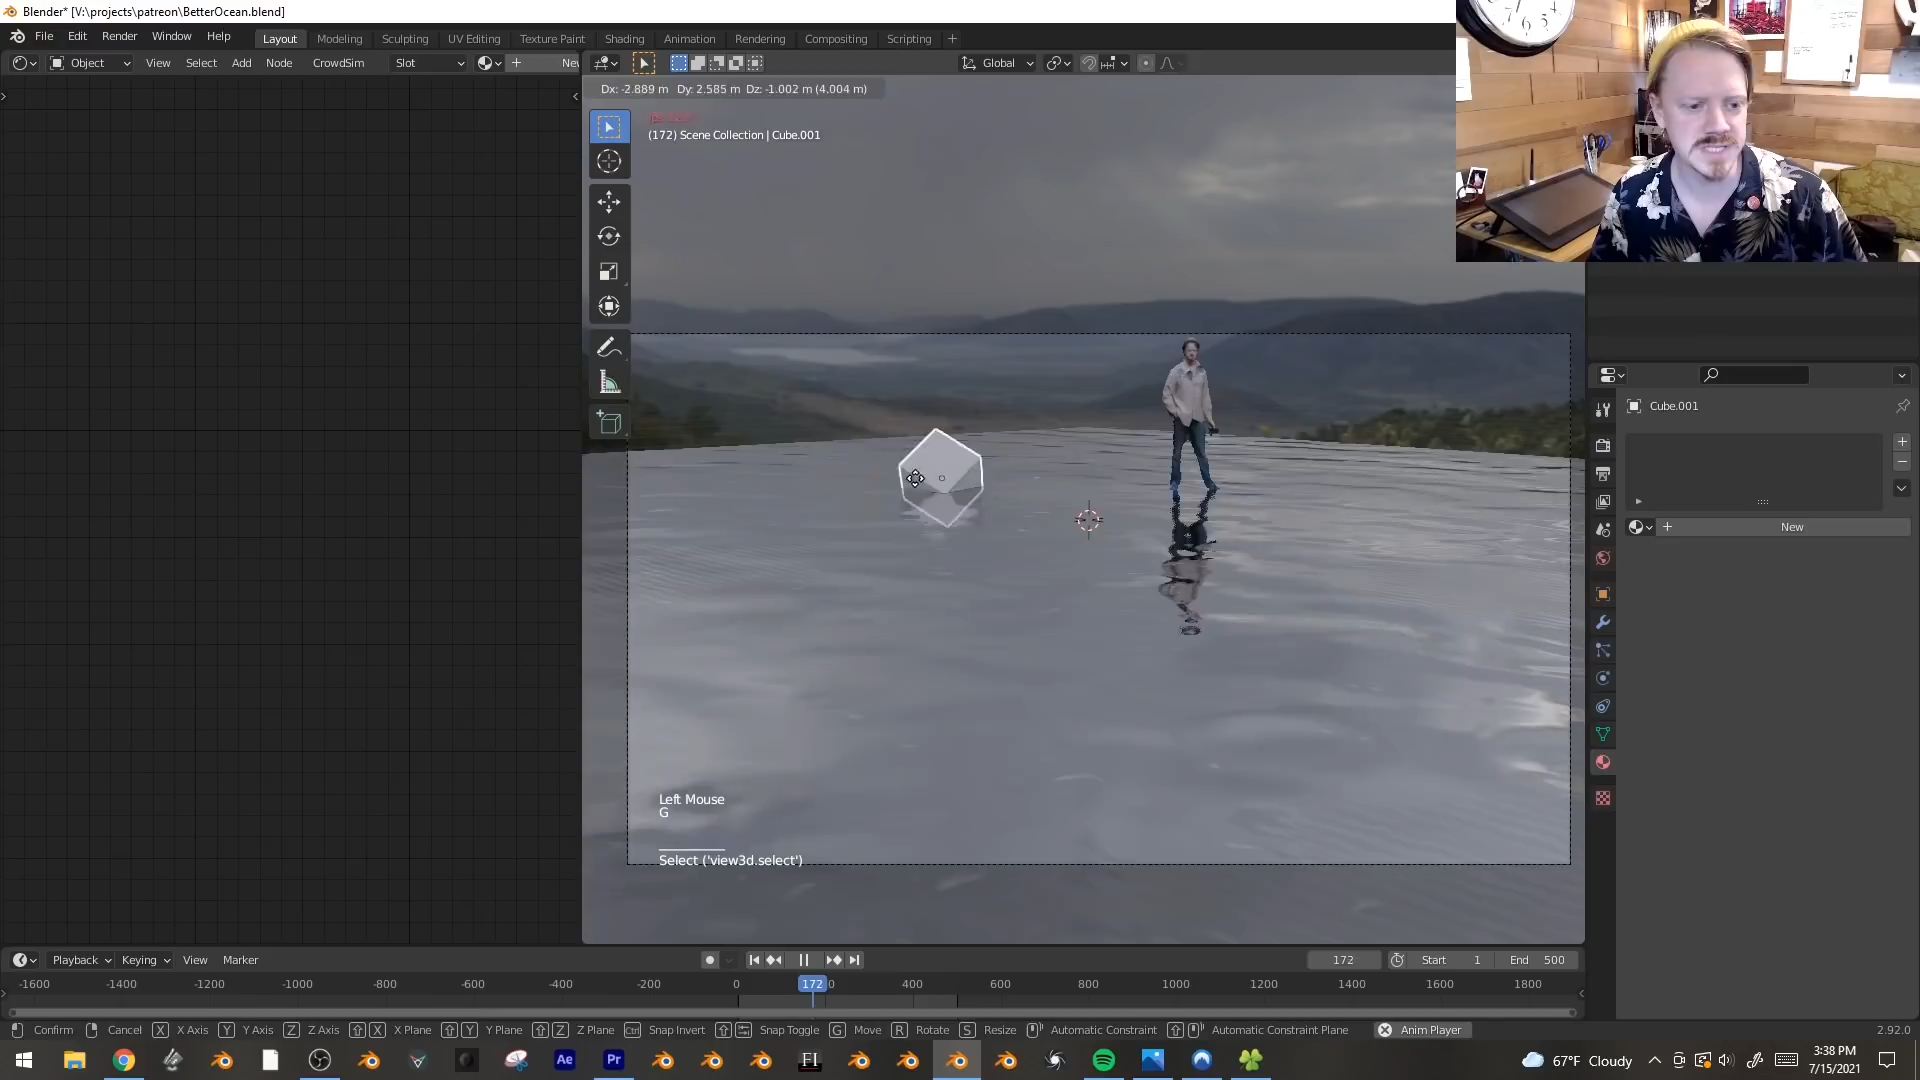 Blender* [V:\projects\patreon\BetterOcean.blend]
File Edit Render Window Help
Layout Modeling Sculpting UV Editing Texture Paint Shading Animation Rendering Compositing Scripting
Object View Select Add Node CrowdSim Slot New
Global
Dx: -2.889 m Dy: 2.585 m Dz: -1.002 m (4.004 m)
(172) Scene Collection | Cube.001
Cube.001
New
Left Mouse
G
Select ('view3d.select')
Playback Keying View Marker
172 Start 1 End 500
-1600 -1400 -1200 -1000 -800 -600 -400 -200 0 172 400 600 800 1000 1200 1400 1600 1800
Confirm Cancel X X Axis Y Y Axis Z Z Axis X X Plane Y Y Plane Z Z Plane Ctrl Snap Invert Snap Toggle G Move R Rotate S Resize Automatic Constraint Automatic Constraint Plane Anim Player 2.92.0
Ae Pr
67°F Cloudy
3:38 PM
7/15/2021